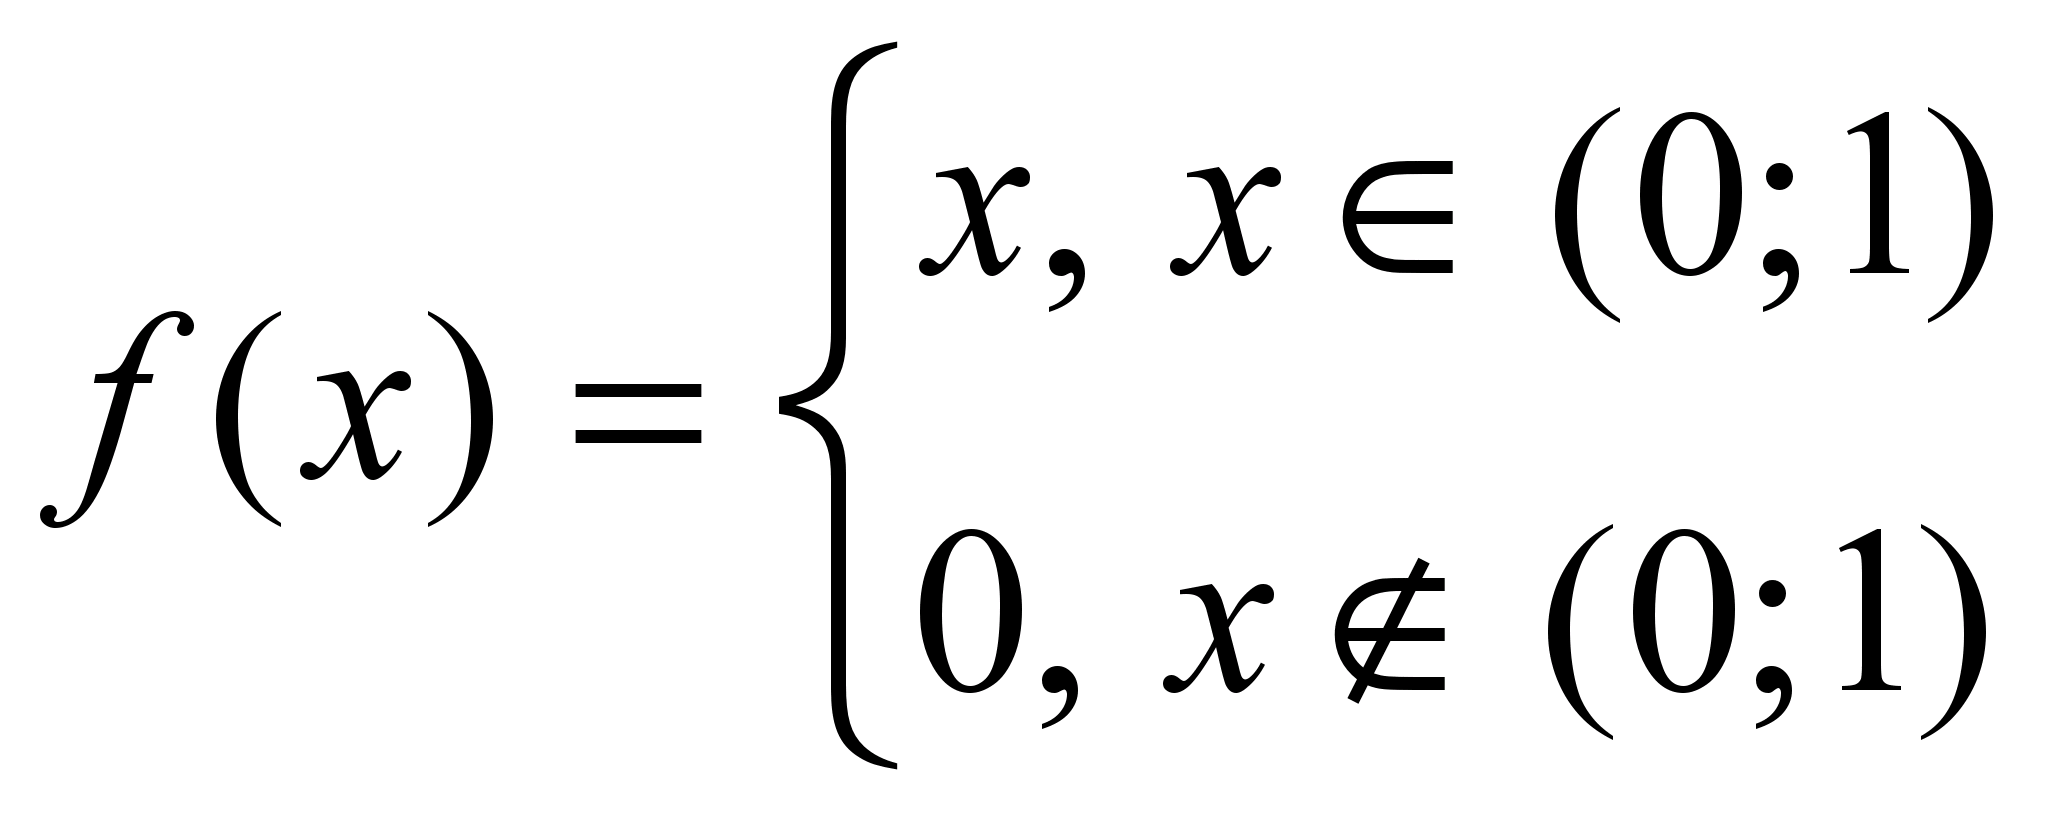 f(x) = { x, x ∈ (0;1)
0, x ∉ (0;1)